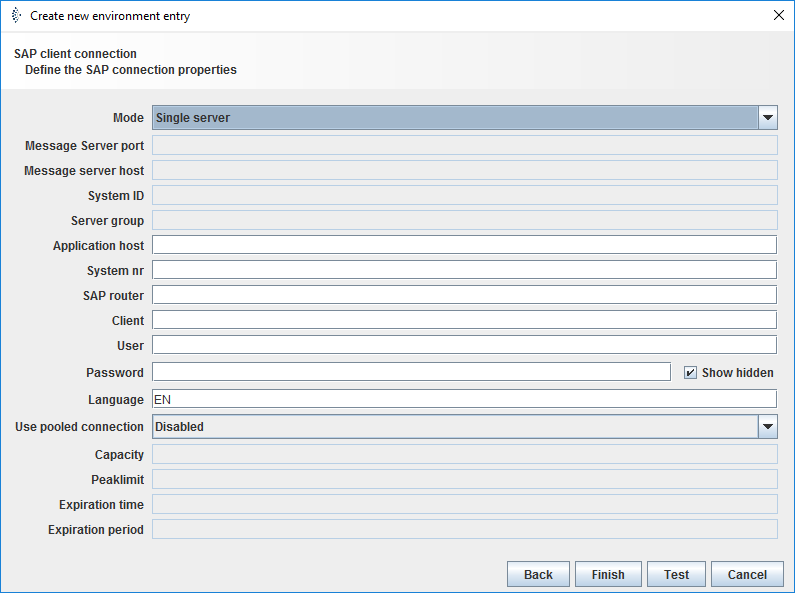 Create new environment entry
SAP client connection
Define the SAP connection properties
Mode Single server
Message Server port
Message server host
System ID
Server group
Application host
System nr
SAP router
Client
User
Password Show hidden
Language EN
Use pooled connection Disabled
Capacity
Peaklimit
Expiration time
Expiration period
Back Finish Test Cancel